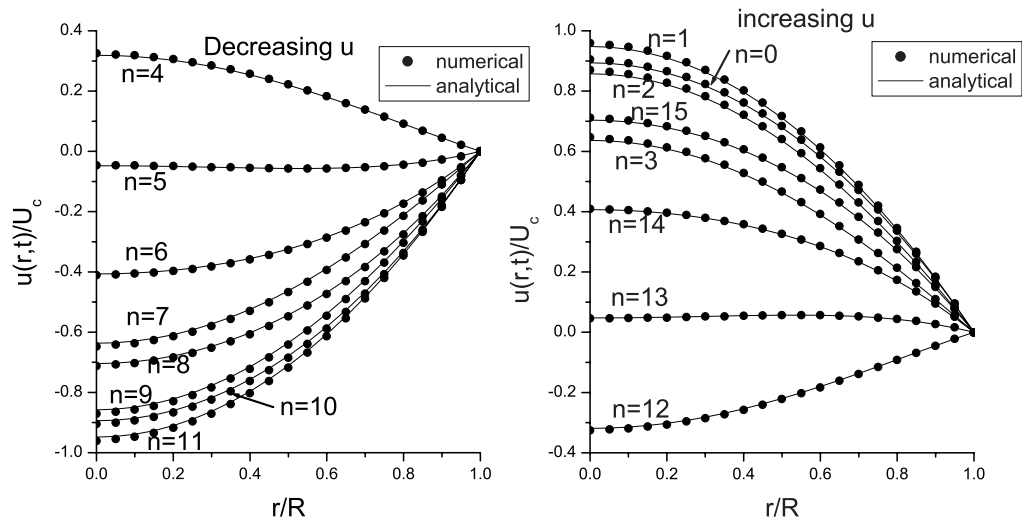 Decreasing u
numerical
analytical
n=4
n=5
n=6
n=7
n=8
n=9
n=10
n=11
0.4
0.2
0.0
-0.2
-0.4
-0.6
-0.8
-1.0
u(r,t)/U_c
0.0 0.2 0.4 0.6 0.8 1.0
r/R
increasing u
numerical
analytical
n=1
n=0
n=2
n=15
n=3
n=14
n=13
n=12
1.0
0.8
0.6
0.4
0.2
0.0
-0.2
-0.4
u(r,t)/U_c
0.0 0.2 0.4 0.6 0.8 1.0
r/R